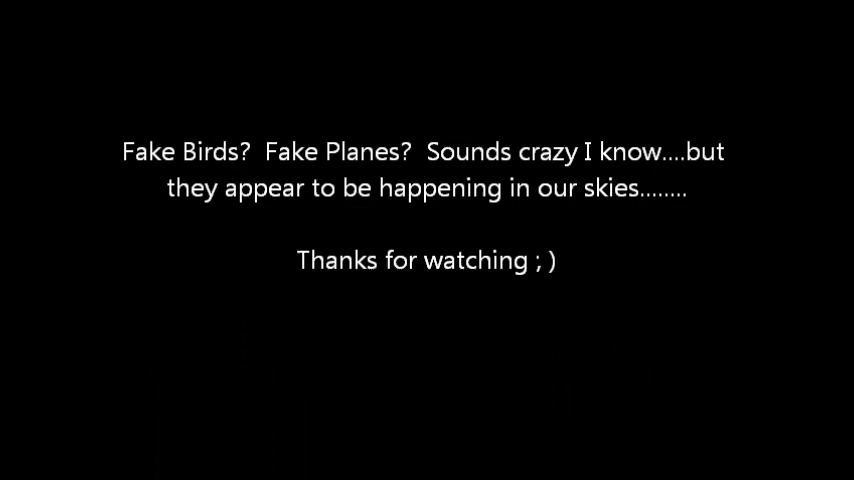 Fake Birds?  Fake Planes?  Sounds crazy I know....but
they appear to be happening in our skies........
Thanks for watching ; )